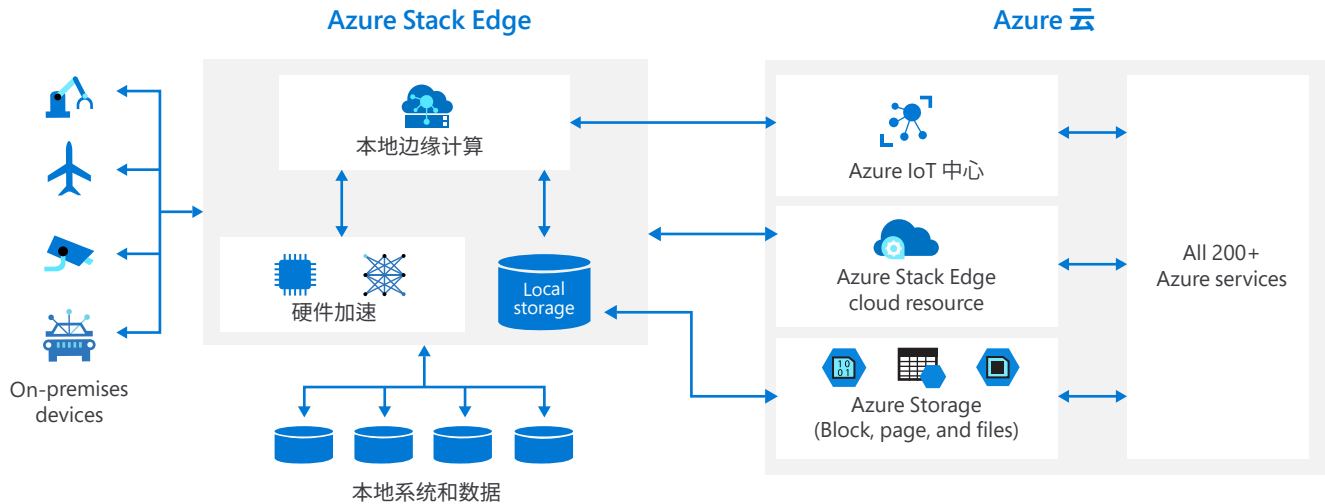 Azure Stack Edge
Azure 云
本地边缘计算
硬件加速
Local
storage
On-premises
devices
本地系统和数据
Azure IoT 中心
Azure Stack Edge
cloud resource
10
01
Azure Storage
(Block, page, and files)
All 200+
Azure services